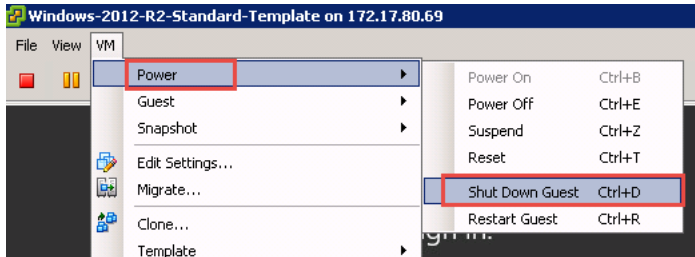 Windows-2012-R2-Standard-Template on 172.17.80.69
File View VM
Power
Guest
Snapshot
Edit Settings...
Migrate...
Clone...
Template
Power On Ctrl+B
Power Off Ctrl+E
Suspend Ctrl+Z
Reset Ctrl+T
Shut Down Guest Ctrl+D
Restart Guest Ctrl+R
in.